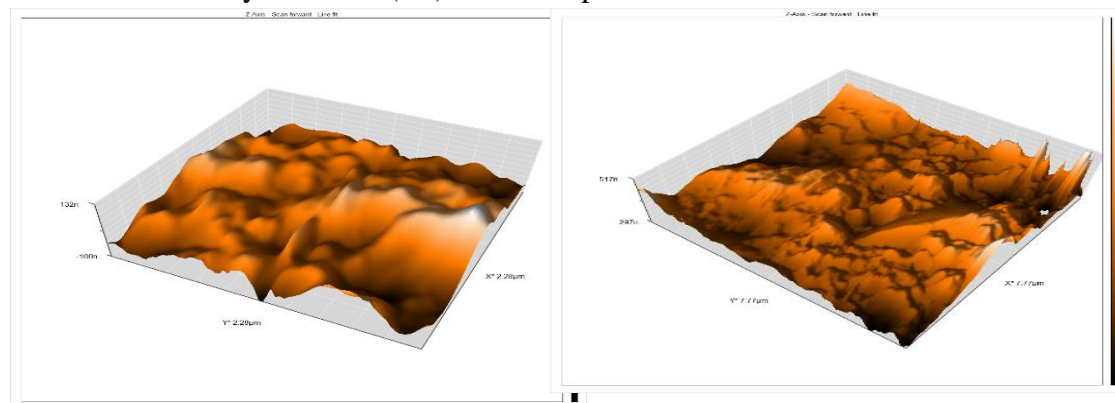 Z-Axis - Scan forward Line fit
132n
-100n
X* 2.28µm
Y* 2.28µm
Z-Axis - Scan forward Line fit
517n
297n
X* 7.77µm
Y* 7.77µm